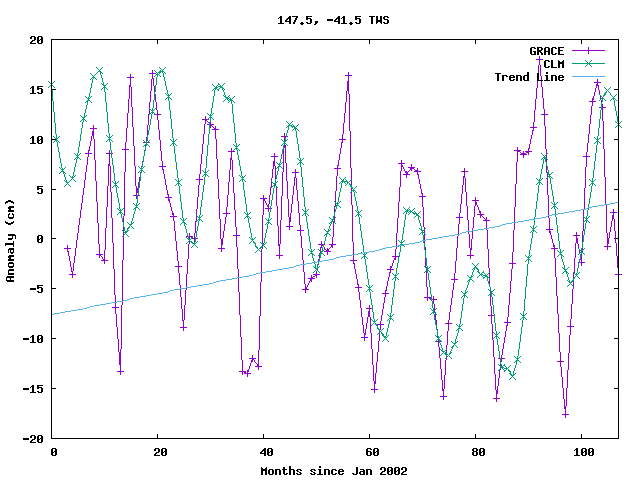 147.5, -41.5 TWS
GRACE
CLM
Trend Line
20
15
10
5
0
-5
-10
-15
-20
Anomaly (cm)
0 20 40 60 80 100
Months since Jan 2002